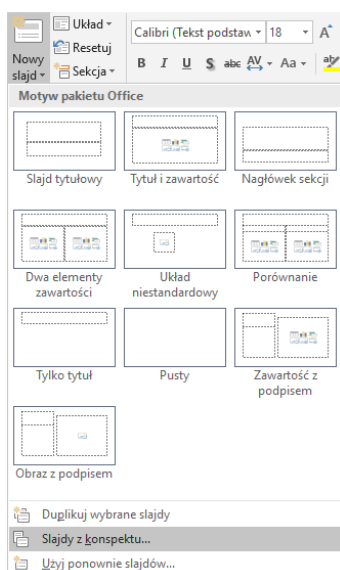 Nowy slajd
Układ
Resetuj
Sekcja
Calibri (Tekst podstaw
18
A
B I U S abc AV Aa aby
Motyw pakietu Office
Slajd tytułowy
Tytuł i zawartość
Nagłówek sekcji
Dwa elementy
zawartości
Układ
niestandardowy
Porównanie
Tylko tytuł
Pusty
Zawartość z
podpisem
Obraz z podpisem
Duplikuj wybrane slajdy
Slajdy z konspektu...
Użyj ponownie slajdów...